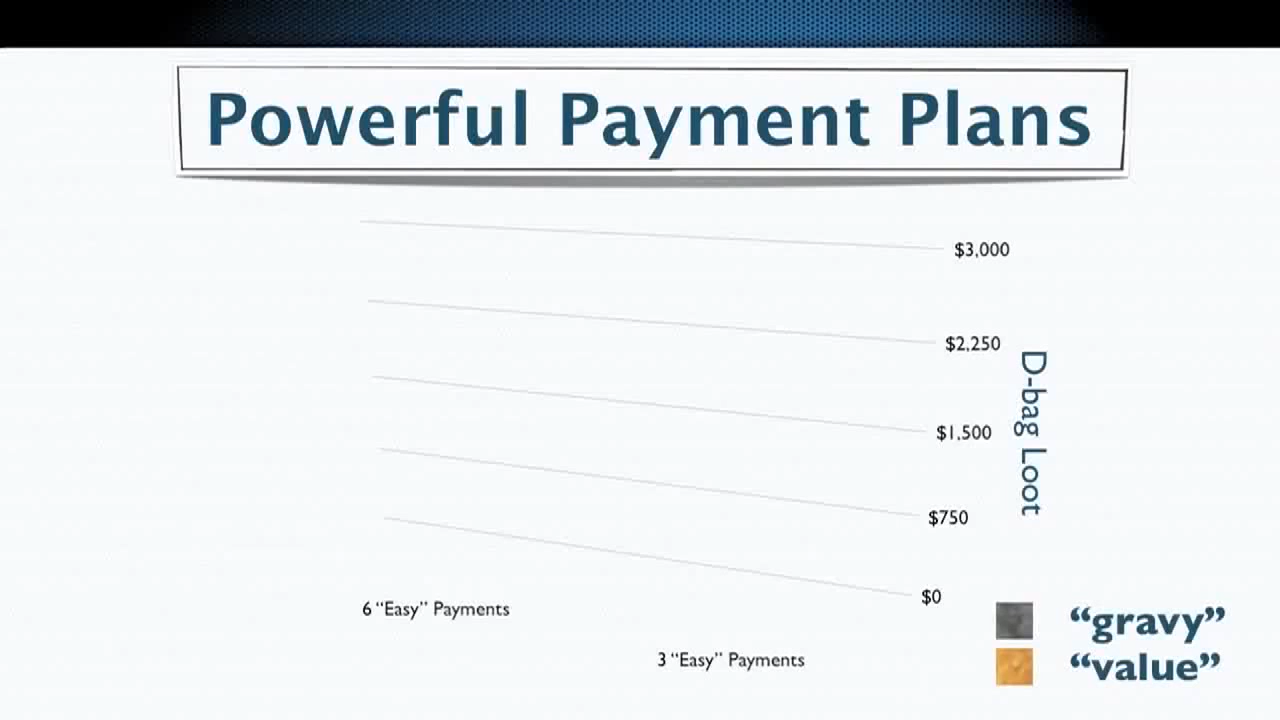 Powerful Payment Plans
$3,000
$2,250
$1,500
$750
$0
D-bag Loot
6 “Easy” Payments
3 “Easy” Payments
“gravy”
“value”